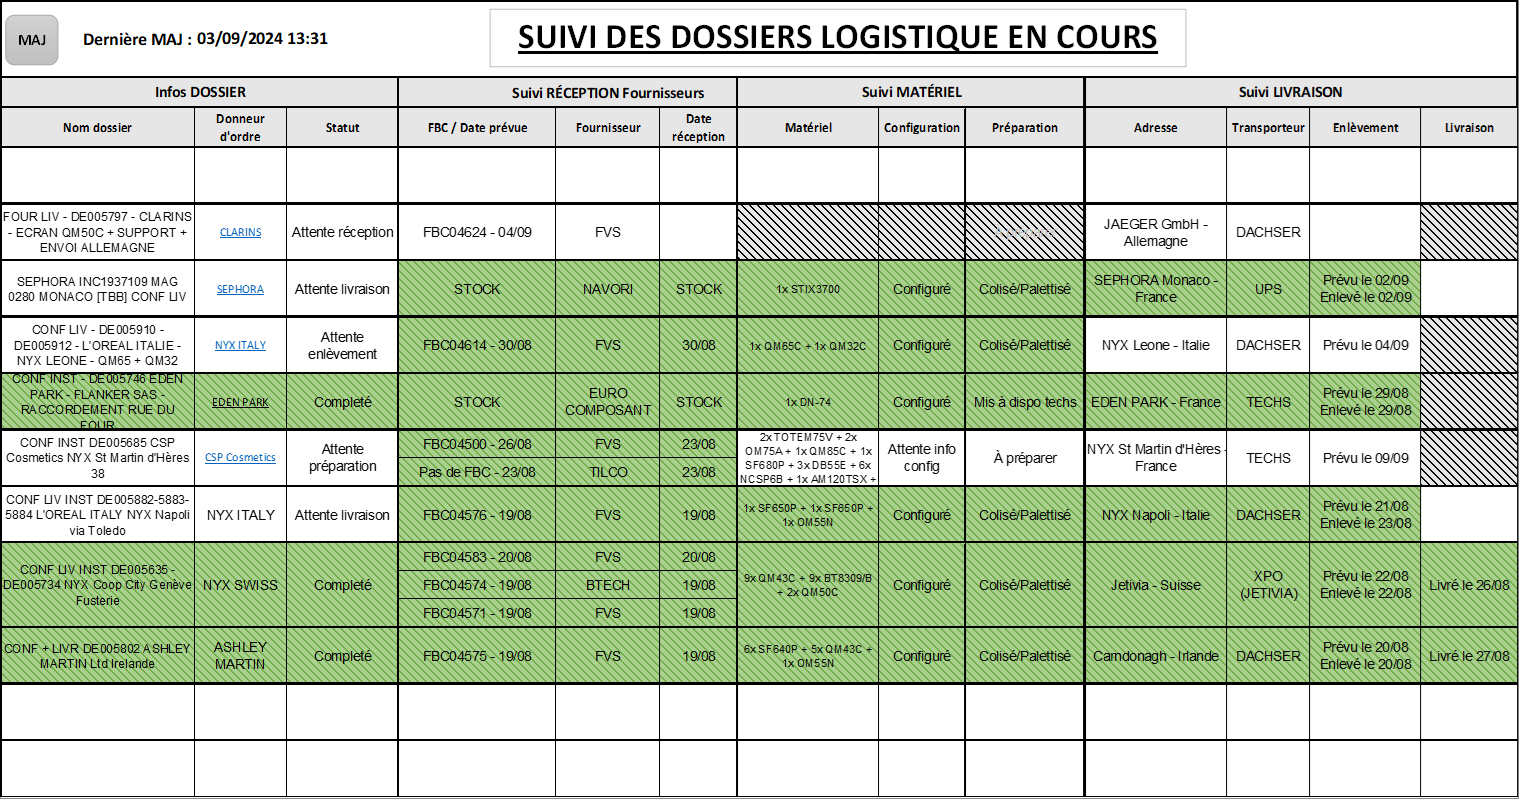 MAJ
Dernière MAJ : 03/09/2024 13:31
SUIVI DES DOSSIERS LOGISTIQUE EN COURS
Infos DOSSIER
Suivi RÉCEPTION Fournisseurs
Suivi MATÉRIEL
Suivi LIVRAISON
Nom dossier
Donneur
d'ordre
Statut
FBC / Date prévue
Fournisseur
Date
réception
Matériel
Configuration
Préparation
Adresse
Transporteur
Enlèvement
Livraison
FOUR LIV - DE005797 - CLARINS
- ECRAN QM50C + SUPPORT +
ENVOI ALLEMAGNE
CLARINS
Attente réception
FBC04624 - 04/09
FVS
JAEGER GmbH -
Allemagne
DACHSER
SEPHORA INC1937109 MAG
0280 MONACO [TBB] CONF LIV
SEPHORA
Attente livraison
STOCK
NAVORI
STOCK
1x STIX3700
Configuré
Colisé/Palettisé
SEPHORA Monaco -
France
UPS
Prévu le 02/09
Enlevé le 02/09
CONF LIV - DE005910 -
DE005912 - L'OREAL ITALIE -
NYX LEONE - QM65 + QM32
NYX ITALY
Attente
enlèvement
FBC04614 - 30/08
FVS
30/08
1x QM65C + 1x QM32C
Configuré
Colisé/Palettisé
NYX Leone - Italie
DACHSER
Prévu le 04/09
CONF INST - DE005746 EDEN
PARK - FLANKER SAS -
RACCORDEMENT RUE DU
FOUR
EDEN PARK
Completé
STOCK
EURO
COMPOSANT
STOCK
1x DN-74
Configuré
Mis à dispo techs
EDEN PARK - France
TECHS
Prévu le 29/08
Enlevé le 29/08
CONF INST DE005685 CSP
Cosmetics NYX St Martin d'Hères
38
CSP Cosmetics
Attente
préparation
FBC04500 - 26/08
FVS
23/08
Pas de FBC - 23/08
TILCO
23/08
2x TOTEM75V + 2x
OM75A + 1x QM85C + 1x
SF680P + 3x DB55E + 6x
NCSP6B + 1x AM120TSX +
Attente info
config
À préparer
NYX St Martin d'Hères -
France
TECHS
Prévu le 09/09
CONF LIV INST DE005882-5883-
5884 L'OREAL ITALY NYX Napoli
via Toledo
NYX ITALY
Attente livraison
FBC04576 - 19/08
FVS
19/08
1x SF650P + 1x SF650P +
1x OM55N
Configuré
Colisé/Palettisé
NYX Napoli - Italie
DACHSER
Prévu le 21/08
Enlevé le 23/08
CONF LIV INST DE005635 -
DE005734 NYX Coop City Genève
Fusterie
NYX SWISS
Completé
FBC04583 - 20/08
FVS
20/08
FBC04574 - 19/08
BTECH
19/08
FBC04571 - 19/08
FVS
19/08
9x QM43C + 9x BT8309/B
+ 2x QM50C
Configuré
Colisé/Palettisé
Jetivia - Suisse
XPO
(JETIVIA)
Prévu le 22/08
Enlevé le 22/08
Livré le 26/08
CONF + LIVR DE005802 ASHLEY
MARTIN Ltd Irelande
ASHLEY
MARTIN
Completé
FBC04575 - 19/08
FVS
19/08
6x SF640P + 5x QM43C +
1x OM55N
Configuré
Colisé/Palettisé
Carndonagh - Irlande
DACHSER
Prévu le 20/08
Enlevé le 20/08
Livré le 27/08